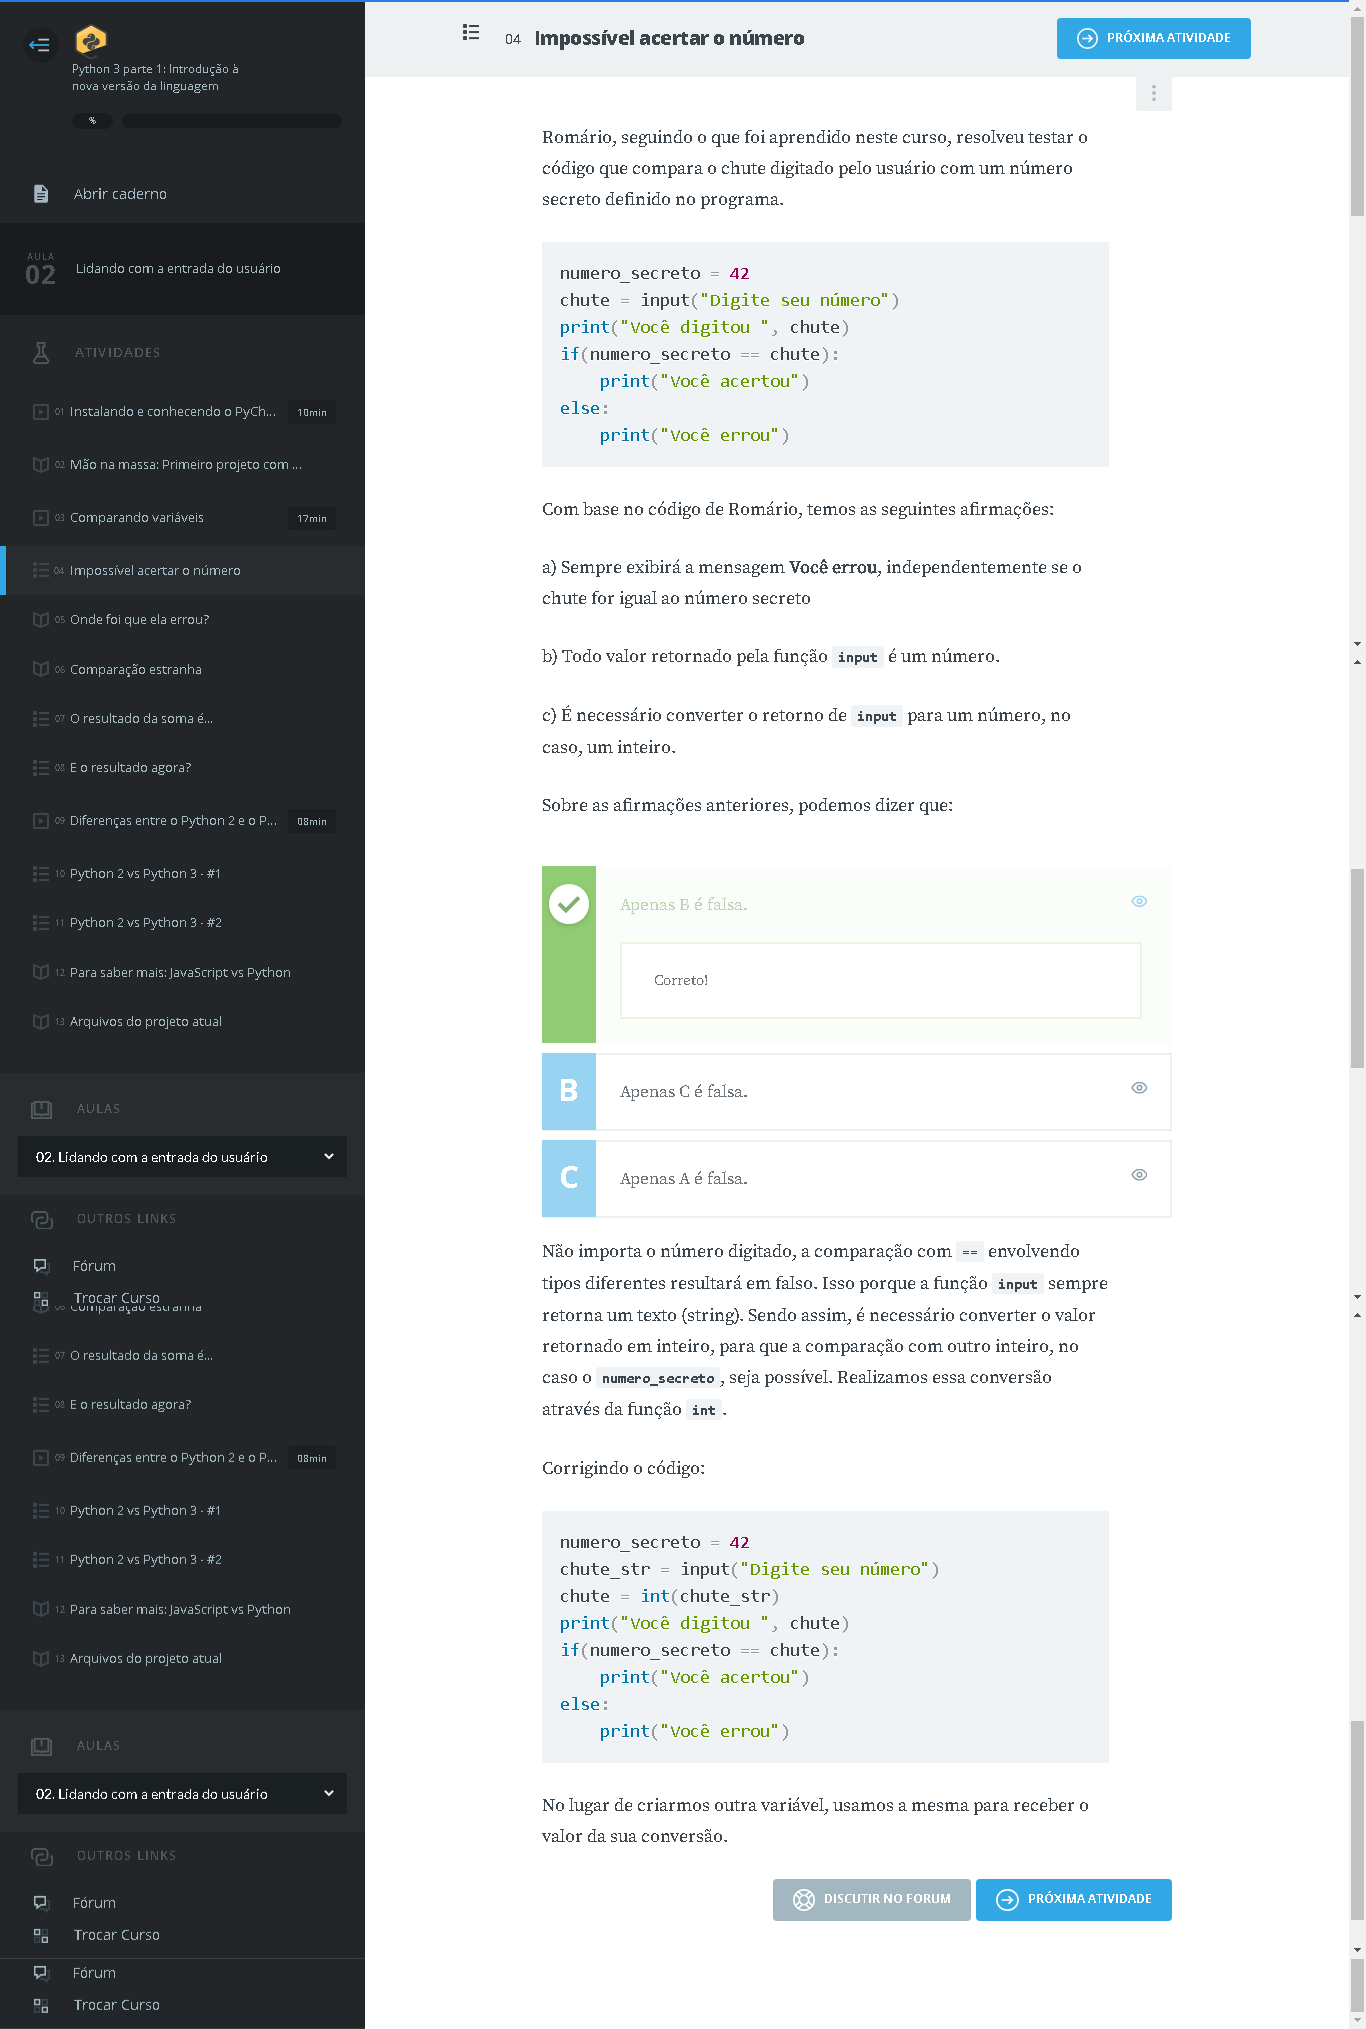 Python 3 parte 1: Introdução à
nova versão da linguagem
%
Abrir caderno
AULA
02
Lidando com a entrada do usuário
ATIVIDADES
01 Instalando e conhecendo o PyCh... 10min
02 Mão na massa: Primeiro projeto com ...
03 Comparando variáveis 17min
04 Impossível acertar o número
05 Onde foi que ela errou?
06 Comparação estranha
07 O resultado da soma é...
08 E o resultado agora?
09 Diferenças entre o Python 2 e o P... 08min
10 Python 2 vs Python 3 - #1
11 Python 2 vs Python 3 - #2
12 Para saber mais: JavaScript vs Python
13 Arquivos do projeto atual
AULAS
02. Lidando com a entrada do usuário
OUTROS LINKS
Fórum
Trocar Curso
06 Comparação estranha
07 O resultado da soma é...
08 E o resultado agora?
09 Diferenças entre o Python 2 e o P... 08min
10 Python 2 vs Python 3 - #1
11 Python 2 vs Python 3 - #2
12 Para saber mais: JavaScript vs Python
13 Arquivos do projeto atual
AULAS
02. Lidando com a entrada do usuário
OUTROS LINKS
Fórum
Trocar Curso
Fórum
Trocar Curso
04 Impossível acertar o número
PRÓXIMA ATIVIDADE
Romário, seguindo o que foi aprendido neste curso, resolveu testar o
código que compara o chute digitado pelo usuário com um número
secreto definido no programa.
numero_secreto = 42
chute = input("Digite seu número")
print("Você digitou ", chute)
if(numero_secreto == chute):
    print("Você acertou")
else:
    print("Você errou")
Com base no código de Romário, temos as seguintes afirmações:
a) Sempre exibirá a mensagem Você errou, independentemente se o
chute for igual ao número secreto
b) Todo valor retornado pela função input é um número.
c) É necessário converter o retorno de input para um número, no
caso, um inteiro.
Sobre as afirmações anteriores, podemos dizer que:
Apenas B é falsa.
Correto!
B Apenas C é falsa.
C Apenas A é falsa.
Não importa o número digitado, a comparação com == envolvendo
tipos diferentes resultará em falso. Isso porque a função input sempre
retorna um texto (string). Sendo assim, é necessário converter o valor
retornado em inteiro, para que a comparação com outro inteiro, no
caso o numero_secreto, seja possível. Realizamos essa conversão
através da função int.
Corrigindo o código:
numero_secreto = 42
chute_str = input("Digite seu número")
chute = int(chute_str)
print("Você digitou ", chute)
if(numero_secreto == chute):
    print("Você acertou")
else:
    print("Você errou")
No lugar de criarmos outra variável, usamos a mesma para receber o
valor da sua conversão.
DISCUTIR NO FORUM
PRÓXIMA ATIVIDADE